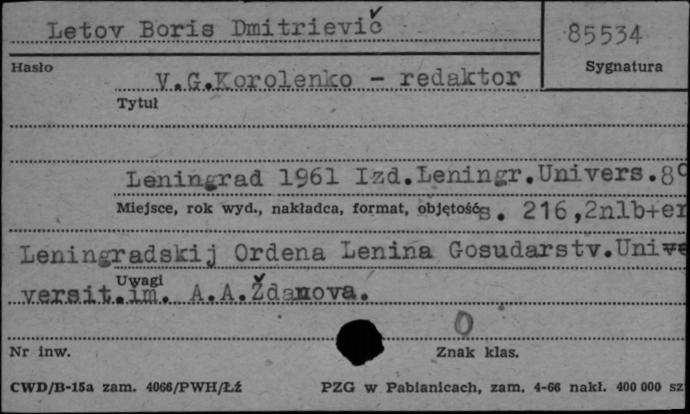 Letov Boris Dmitrievič
85534
Hasło
Sygnatura
V.G.Korolenko - redaktor
Tytuł
Leningrad 1961 Izd.Leningr.Univers.8°
Miejsce, rok wyd., nakładca, format, objętość s. 216,2nlb+er
Leningradskij Ordena Lenina Gosudarstv.Unive
versit.im. A.A.Ždanova.
Uwagi
0
Nr inw.
Znak klas.
CWD/B-15a zam. 4066/PWH/Łź
PZG w Pabianicach, zam. 4-66 nakł. 400 000 sz